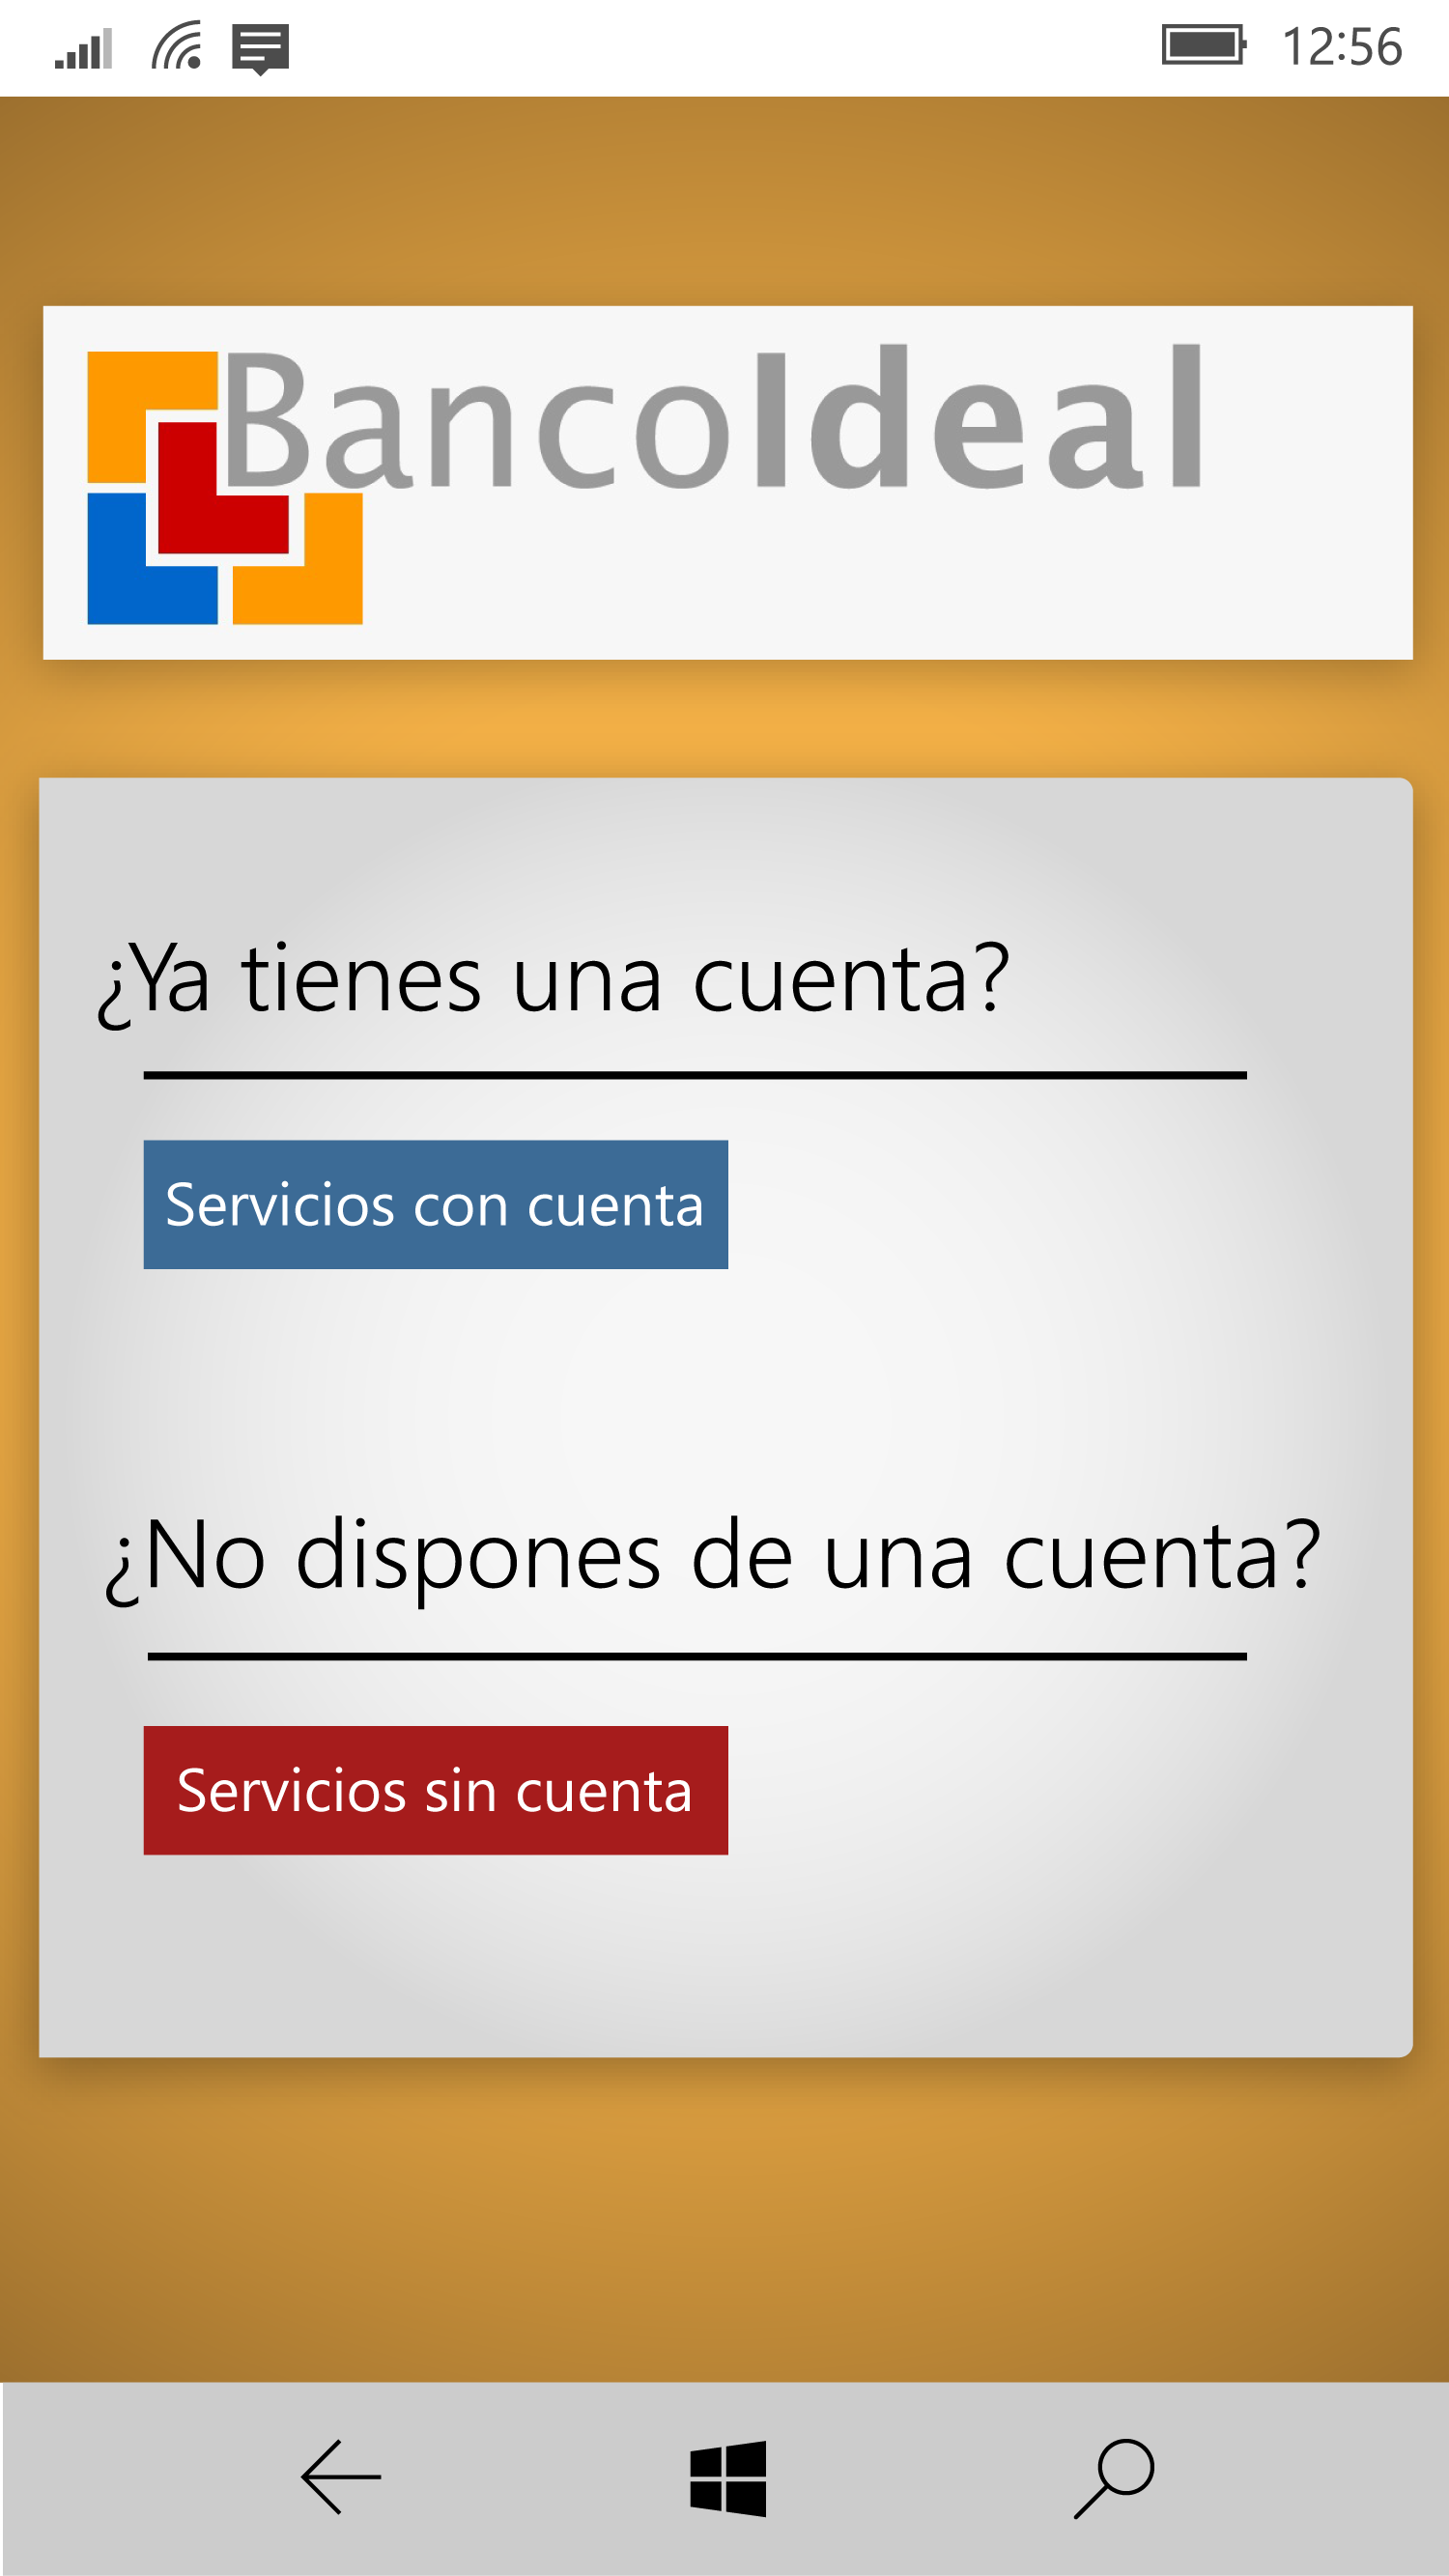 12:56
BancoIdeal
¿Ya tienes una cuenta?
Servicios con cuenta
¿No dispones de una cuenta?
Servicios sin cuenta